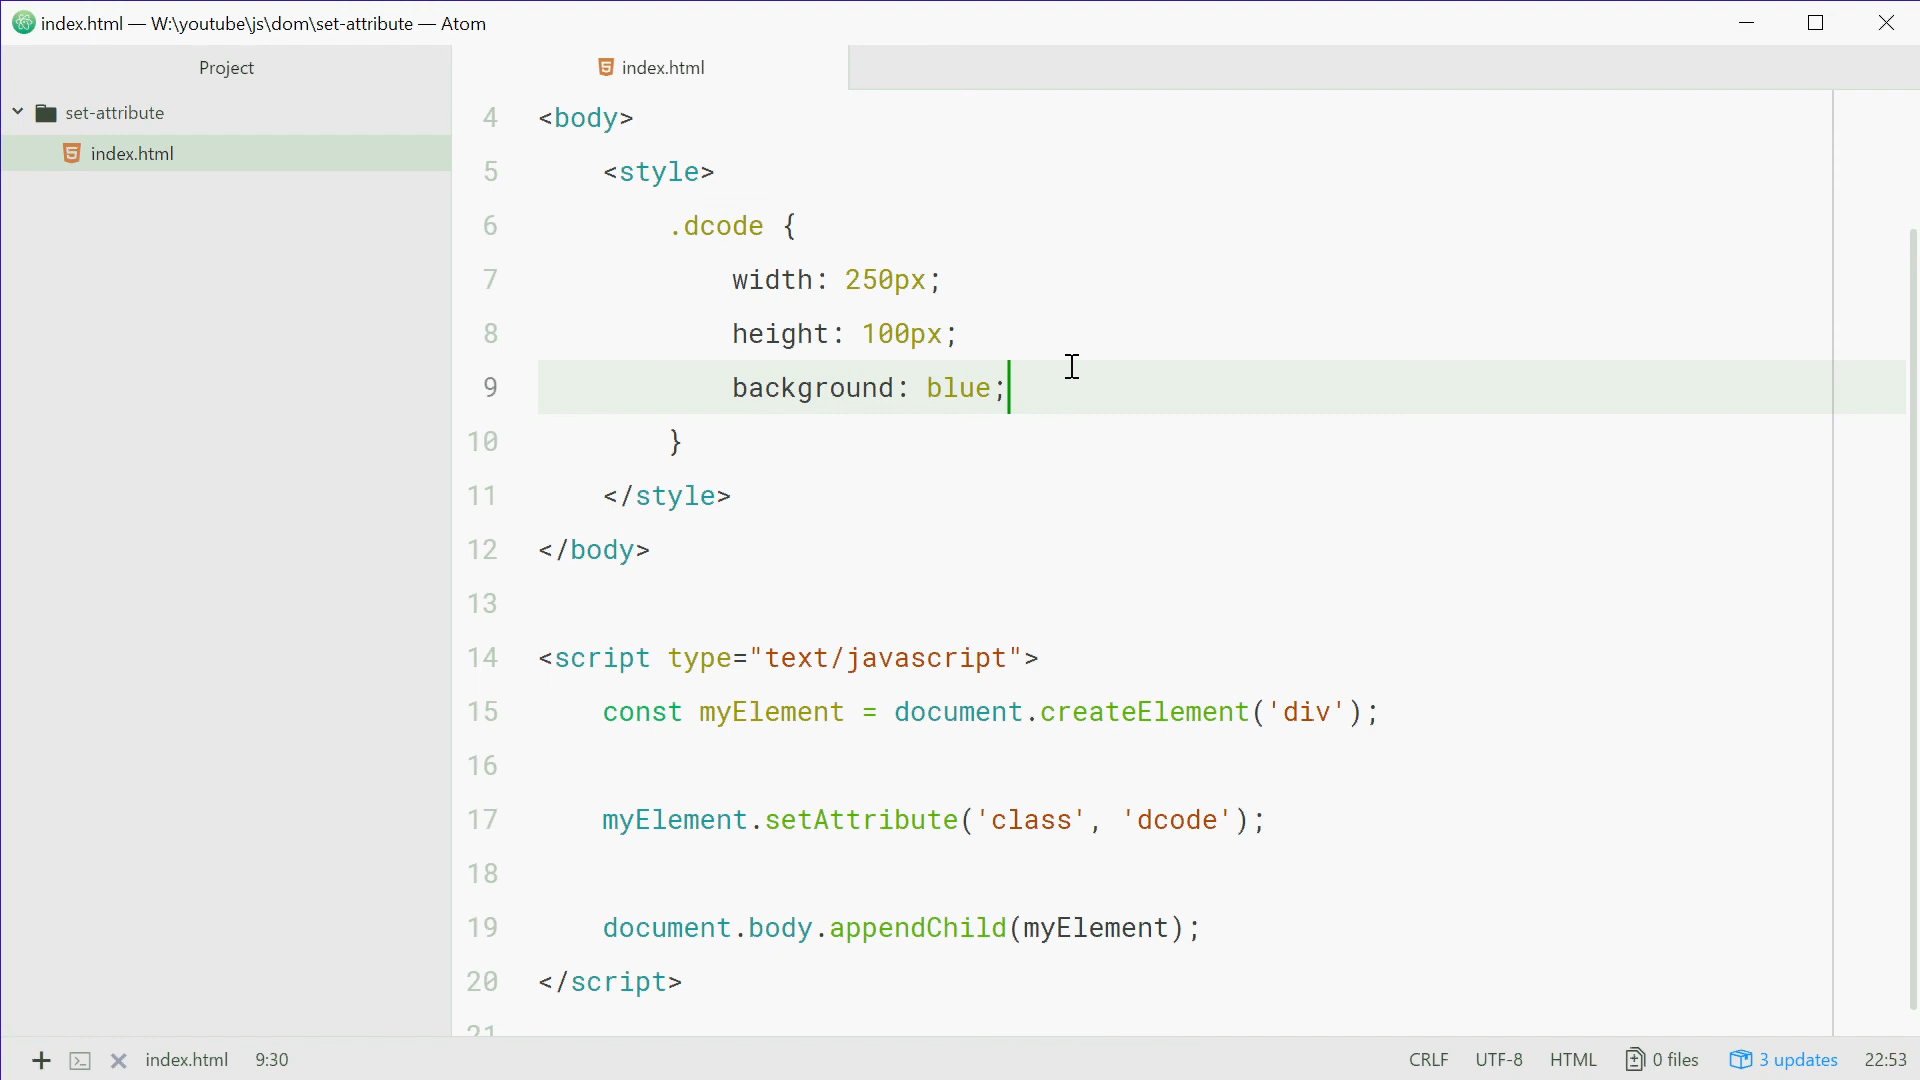 index.html — W:\youtube\js\dom\set-attribute — Atom
Project
index.html
set-attribute
index.html
4 <body>
5 <style>
6 .dcode {
7 width: 250px;
8 height: 100px;
9 background: blue;
10 }
11 </style>
12 </body>
13
14 <script type="text/javascript">
15 const myElement = document.createElement('div');
16
17 myElement.setAttribute('class', 'dcode');
18
19 document.body.appendChild(myElement);
20 </script>
21
index.html 9:30 CRLF UTF-8 HTML 0 files 3 updates 22:53